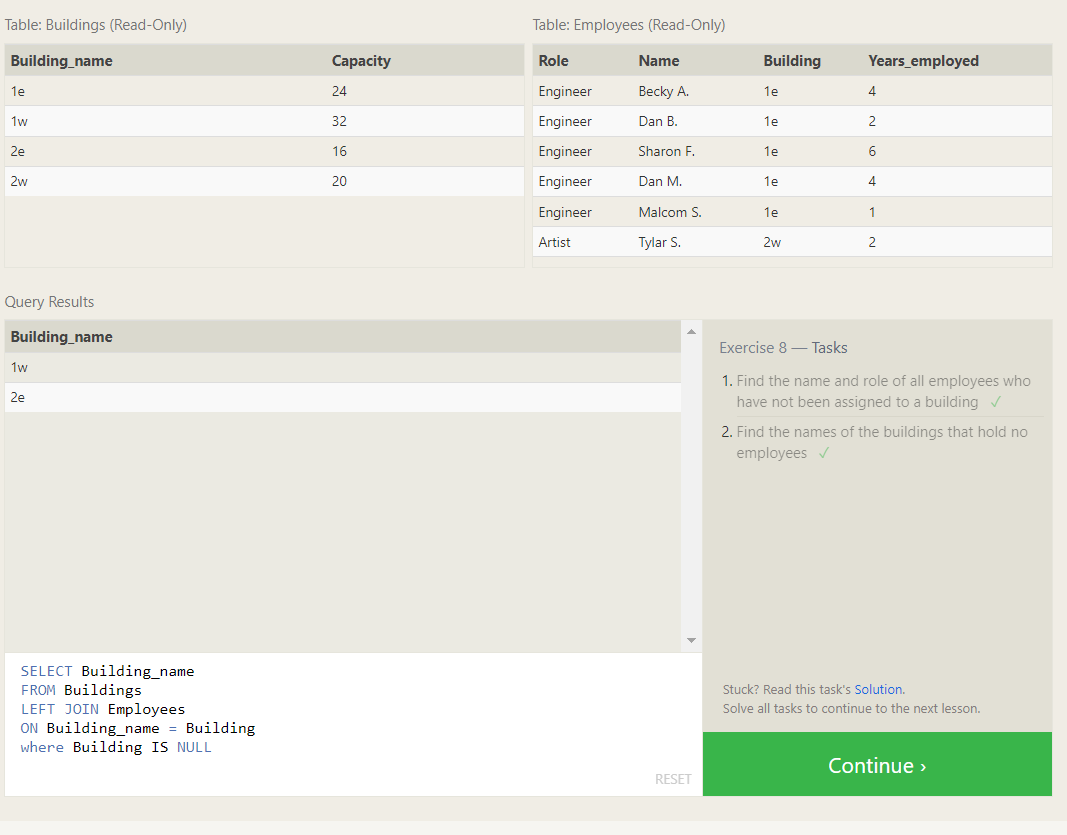 Table: Buildings (Read-Only)
Building_name Capacity
1e 24
1w 32
2e 16
2w 20
Table: Employees (Read-Only)
Role Name Building Years_employed
Engineer Becky A. 1e 4
Engineer Dan B. 1e 2
Engineer Sharon F. 1e 6
Engineer Dan M. 1e 4
Engineer Malcom S. 1e 1
Artist Tylar S. 2w 2
Query Results
Building_name
1w
2e
Exercise 8 — Tasks
1. Find the name and role of all employees who
have not been assigned to a building ✓
2. Find the names of the buildings that hold no
employees ✓
SELECT Building_name
FROM Buildings
LEFT JOIN Employees
ON Building_name = Building
where Building IS NULL
RESET
Stuck? Read this task's Solution.
Solve all tasks to continue to the next lesson.
Continue ›